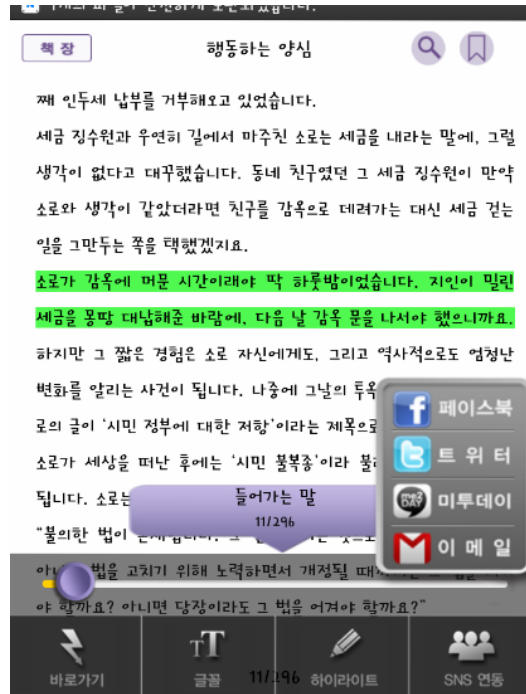 책 장
행동하는 양심
째 인두세 납부를 거부해오고 있었습니다.
세금 징수원과 우연히 길에서 마주친 소로는 세금을 내라는 말에, 그럴
생각이 없다고 대꾸했습니다. 동네 친구였던 그 세금 징수원이 만약
소로와 생각이 같았더라면 친구를 감옥으로 데려가는 대신 세금 걷는
일을 그만두는 쪽을 택했겠지요.
소로가 감옥에 머문 시간이래야 딱 하룻밤이었습니다. 지인이 밀린
세금을 몽땅 대납해준 바람에, 다음 날 감옥 문을 나서야 했으니까요.
하지만 그 짧은 경험은 소로 자신에게도, 그리고 역사적으로도 엄청난
변화를 알리는 사건이 됩니다. 나중에 그날의 투옥
로의 글이 '시민 정부에 대한 저항'이라는 제목으로
소로가 세상을 떠난 후에는 '시민 불복종'이라
됩니다. 소로는
"불의한 법이
법을 고치기 위해 노력하면서 개정될 때까지
야 할까요? 아니면 당장이라도 그 법을 어겨야 할까요?"
들어가는 말
11/296
페이스북
트 위 터
me2DAY 미투데이
이 메 일
바로가기
글꼴
11/296
하이라이트
SNS 연동